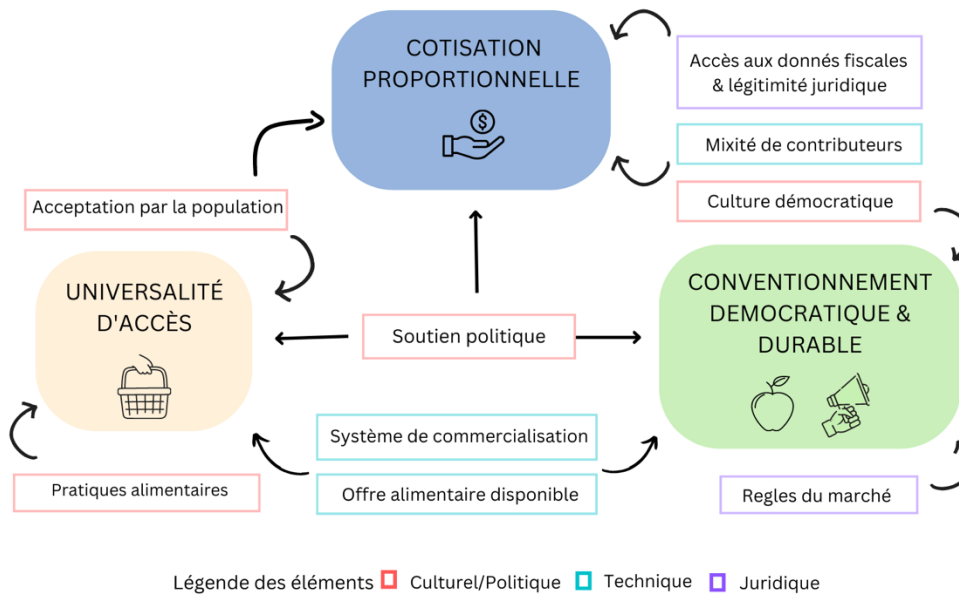 COTISATION
PROPORTIONNELLE
$
Accès aux donnés fiscales
& légitimité juridique
Mixité de contributeurs
Acceptation par la population
Culture démocratique
UNIVERSALITÉ
D'ACCÈS
CONVENTIONNEMENT
DEMOCRATIQUE &
DURABLE
Soutien politique
Système de commercialisation
Pratiques alimentaires
Offre alimentaire disponible
Regles du marché
Légende des éléments Culturel/Politique Technique Juridique